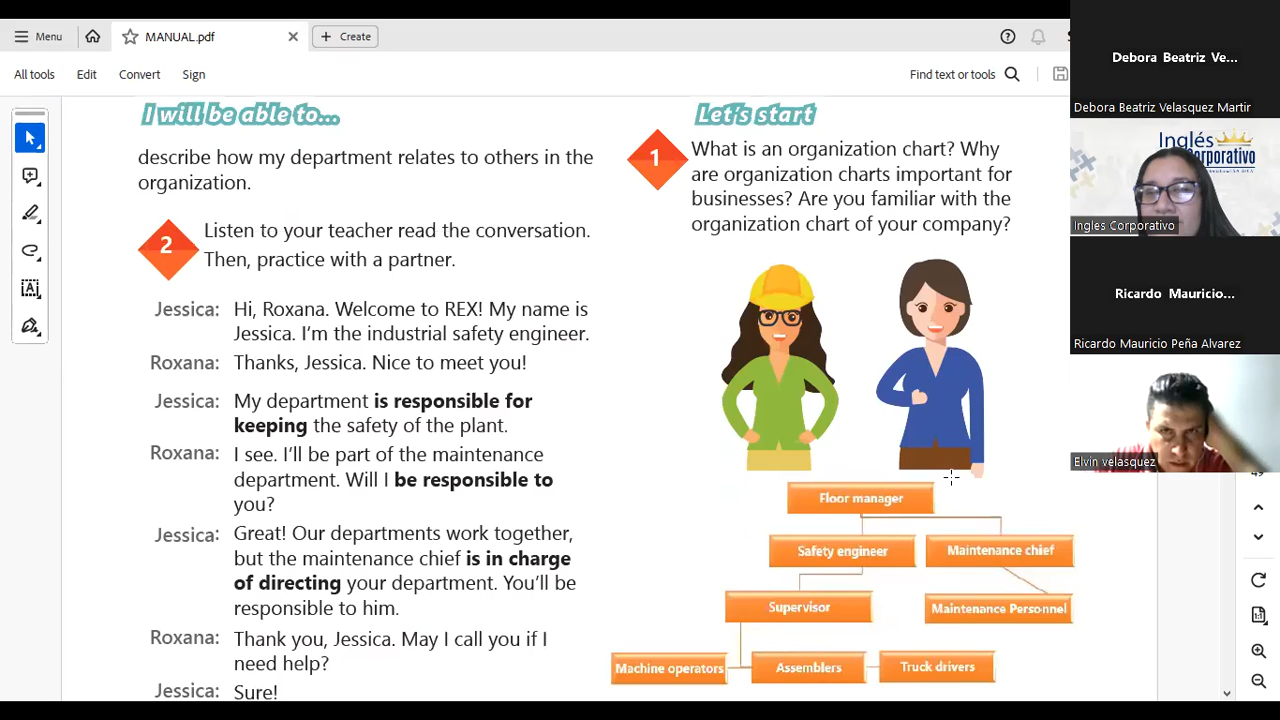 Menu
MANUAL.pdf
Create
All tools
Edit
Convert
Sign
Find text or tools
I will be able to...
describe how my department relates to others in the
organization.
2
Listen to your teacher read the conversation.
Then, practice with a partner.
Jessica: Hi, Roxana. Welcome to REX! My name is
Jessica. I'm the industrial safety engineer.
Roxana: Thanks, Jessica. Nice to meet you!
Jessica: My department is responsible for
keeping the safety of the plant.
Roxana: I see. I'll be part of the maintenance
department. Will I be responsible to
you?
Jessica: Great! Our departments work together,
but the maintenance chief is in charge
of directing your department. You'll be
responsible to him.
Roxana: Thank you, Jessica. May I call you if I
need help?
Jessica: Sure!
Let's start
1
What is an organization chart? Why
are organization charts important for
businesses? Are you familiar with the
organization chart of your company?
Floor manager
Safety engineer
Maintenance chief
Supervisor
Maintenance Personnel
Machine operators
Assemblers
Truck drivers
Debora Beatriz Ve...
Debora Beatriz Velasquez Martir
Inglés
Corporativo
Ingles Corporativo
Ricardo Mauricio...
Ricardo Mauricio Peña Alvarez
Elvin velasquez